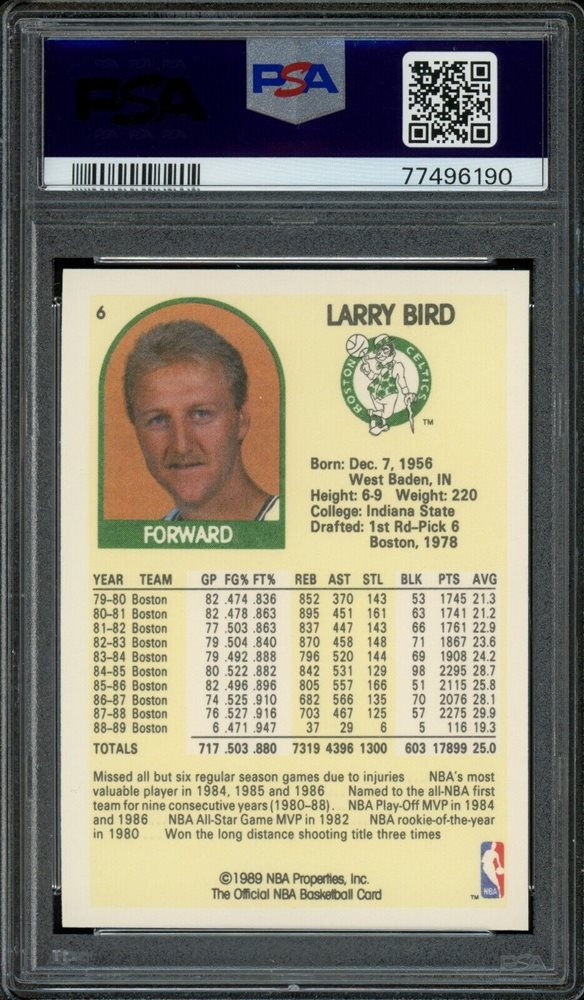 PSA
PSA
77496190
6
LARRY BIRD
BOSTON CELTICS
TM
Born: Dec. 7, 1956
West Baden, IN
Height: 6-9 Weight: 220
College: Indiana State
Drafted: 1st Rd-Pick 6
Boston, 1978
FORWARD
YEAR TEAM GP FG% FT% REB AST STL BLK PTS AVG
79-80 Boston 82 .474 .836 852 370 143 53 1745 21.3
80-81 Boston 82 .478 .863 895 451 161 63 1741 21.2
81-82 Boston 77 .503 .863 837 447 143 66 1761 22.9
82-83 Boston 79 .504 .840 870 458 148 71 1867 23.6
83-84 Boston 79 .492 .888 796 520 144 69 1908 24.2
84-85 Boston 80 .522 .882 842 531 129 98 2295 28.7
85-86 Boston 82 .496 .896 805 557 166 51 2115 25.8
86-87 Boston 74 .525 .910 682 566 135 70 2076 28.1
87-88 Boston 76 .527 .916 703 467 125 57 2275 29.9
88-89 Boston 6 .471 .947 37 29 6 5 116 19.3
TOTALS 717 .503 .880 7319 4396 1300 603 17899 25.0
Missed all but six regular season games due to injuries NBA's most
valuable player in 1984, 1985 and 1986 Named to the all-NBA first
team for nine consecutive years (1980-88). NBA Play-Off MVP in 1984
and 1986 NBA All-Star Game MVP in 1982 NBA rookie-of-the-year
in 1980 Won the long distance shooting title three times
©1989 NBA Properties, Inc.
The Official NBA Basketball Card
TM
NBA
PSA